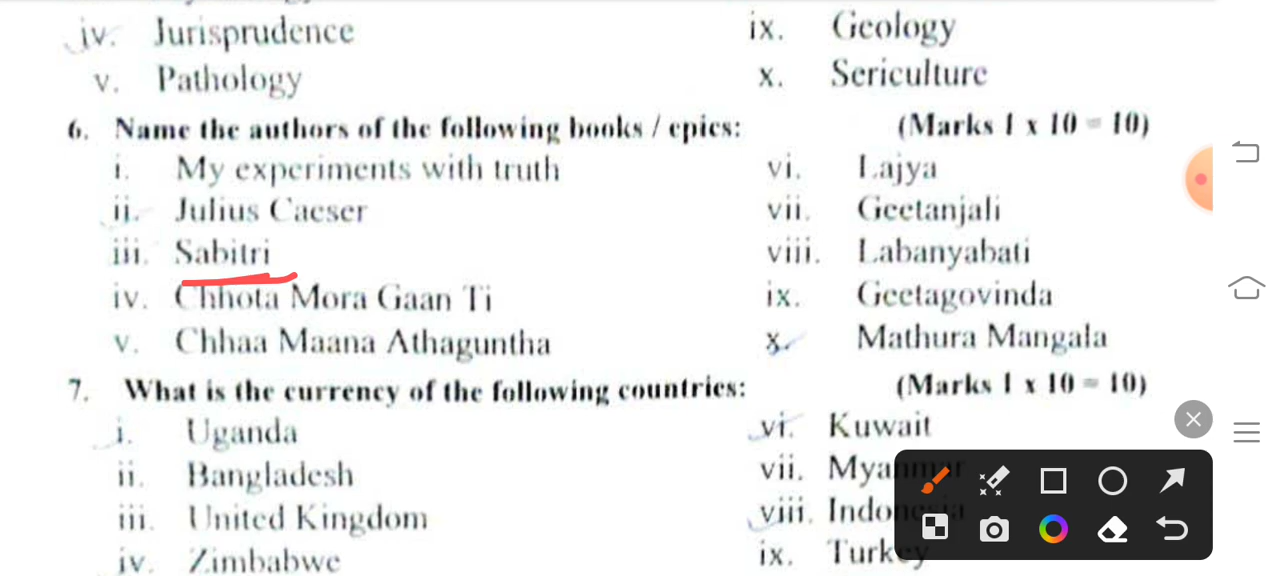 iv. Jurisprudence ix. Geology
v. Pathology x. Sericulture
6. Name the authors of the following books / epics: (Marks 1 x 10 = 10)
i. My experiments with truth vi. Lajya
ii. Julius Caeser vii. Geetanjali
iii. Sabitri viii. Labanyabati
iv. Chhota Mora Gaan Ti ix. Geetagovinda
v. Chhaa Maana Athaguntha x. Mathura Mangala
7. What is the currency of the following countries: (Marks 1 x 10 = 10)
i. Uganda vi. Kuwait
ii. Bangladesh vii. Myanmar
iii. United Kingdom viii. Indonesia
iv. Zimbabwe ix. Turkey